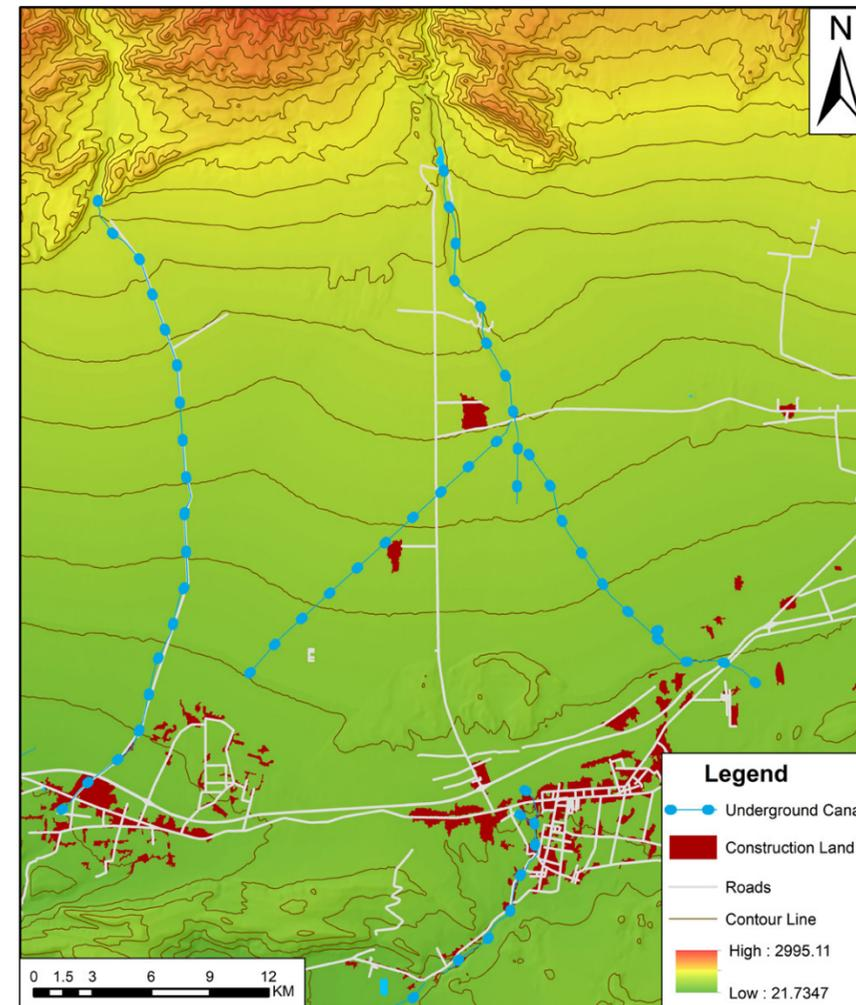 N
Legend
Underground Cana
Construction Land
Roads
Contour Line
High : 2995.11
Low : 21.7347
0 1.5 3 6 9 12
KM